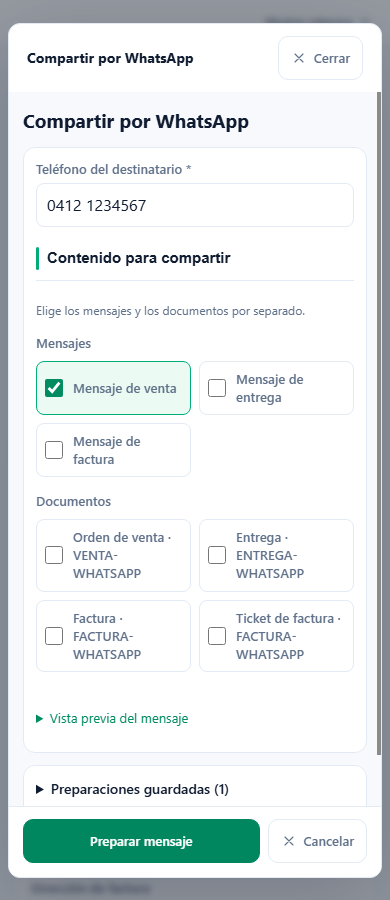 Compartir por WhatsApp
Cerrar
Compartir por WhatsApp
Teléfono del destinatario *
0412 1234567
Contenido para compartir
Elige los mensajes y los documentos por separado.
Mensajes
Mensaje de venta
Mensaje de
entrega
Mensaje de
factura
Documentos
Orden de venta ·
VENTA-
WHATSAPP
Entrega ·
ENTREGA-
WHATSAPP
Factura ·
FACTURA-
WHATSAPP
Ticket de factura ·
FACTURA-
WHATSAPP
Vista previa del mensaje
Preparaciones guardadas (1)
Preparar mensaje
Cancelar